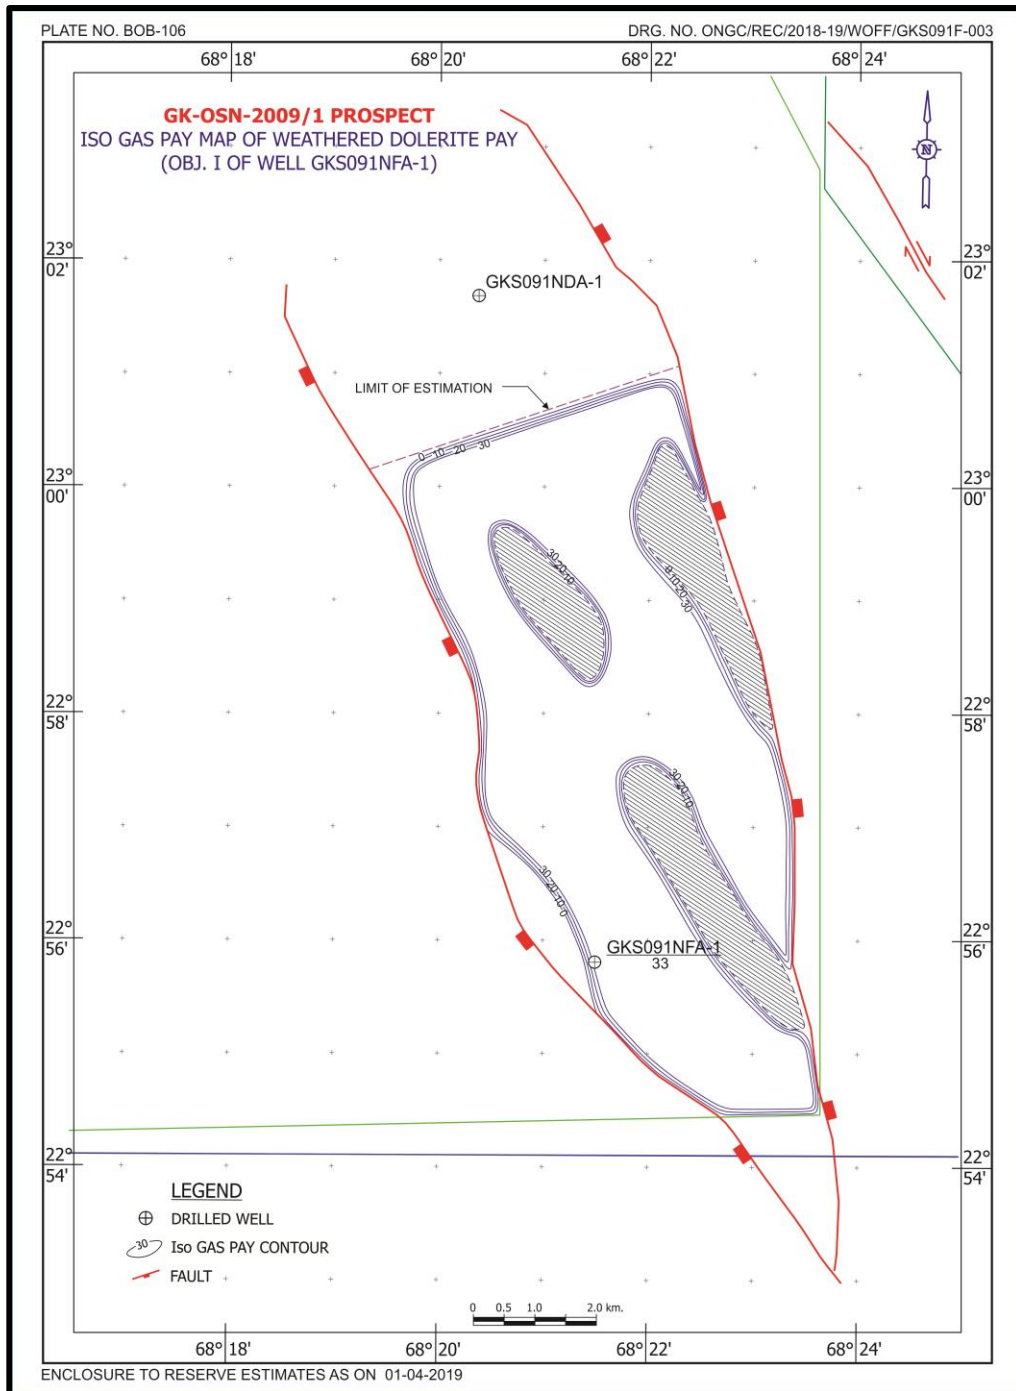 PLATE NO. BOB-106
DRG. NO. ONGC/REC/2018-19/WOFF/GKS091F-003
68° 18'
68° 20'
68° 22'
68° 24'
GK-OSN-2009/1 PROSPECT
ISO GAS PAY MAP OF WEATHERED DOLERITE PAY
(OBJ. I OF WELL GKS091NFA-1)
N
23°
02'
23°
02'
GKS091NDA-1
LIMIT OF ESTIMATION
0 10 20 30
23°
00'
23°
00'
30-20-10
0-10-20-30
22°
58'
22°
58'
30-20-10
30-20-10-0
22°
56'
22°
56'
GKS091NFA-1
33
22°
54'
22°
54'
LEGEND
DRILLED WELL
30
Iso GAS PAY CONTOUR
FAULT
0 0.5 1.0 2.0 km.
68° 18'
68° 20'
68° 22'
68° 24'
ENCLOSURE TO RESERVE ESTIMATES AS ON 01-04-2019